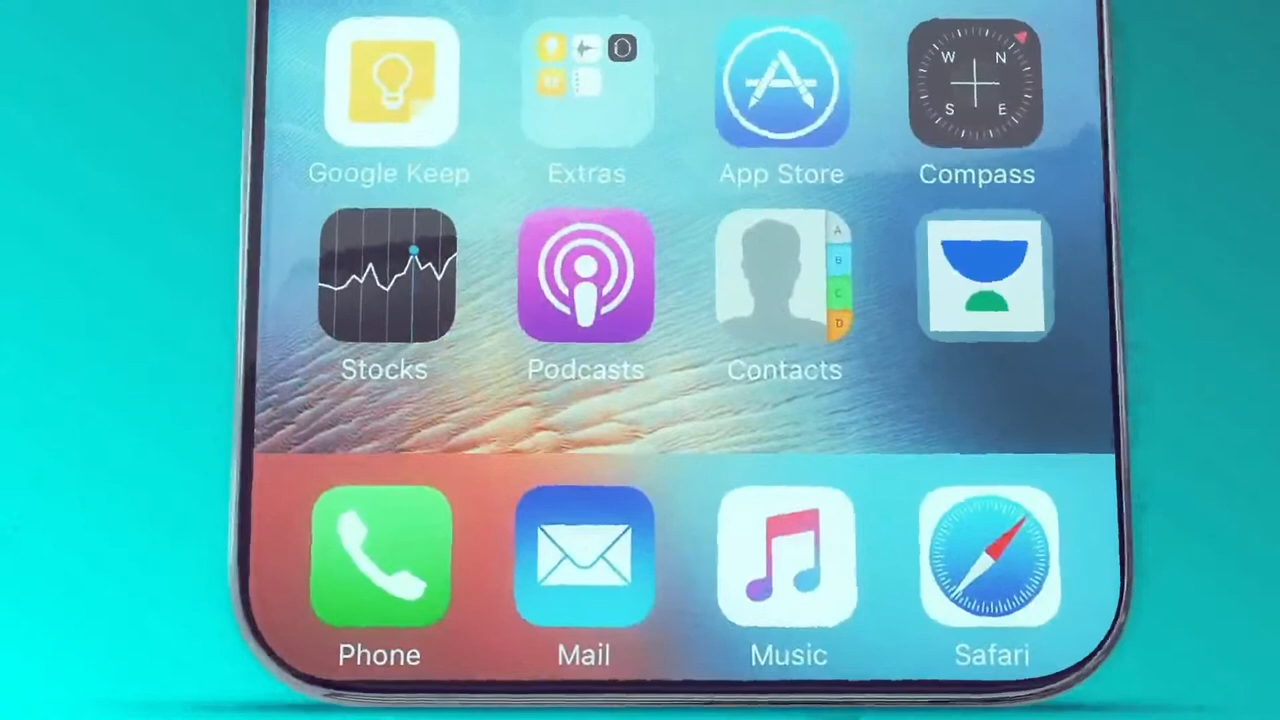 Google Keep Extras App Store Compass
W N
S E
Stocks Podcasts Contacts
A
B
C
D
Phone Mail Music Safari